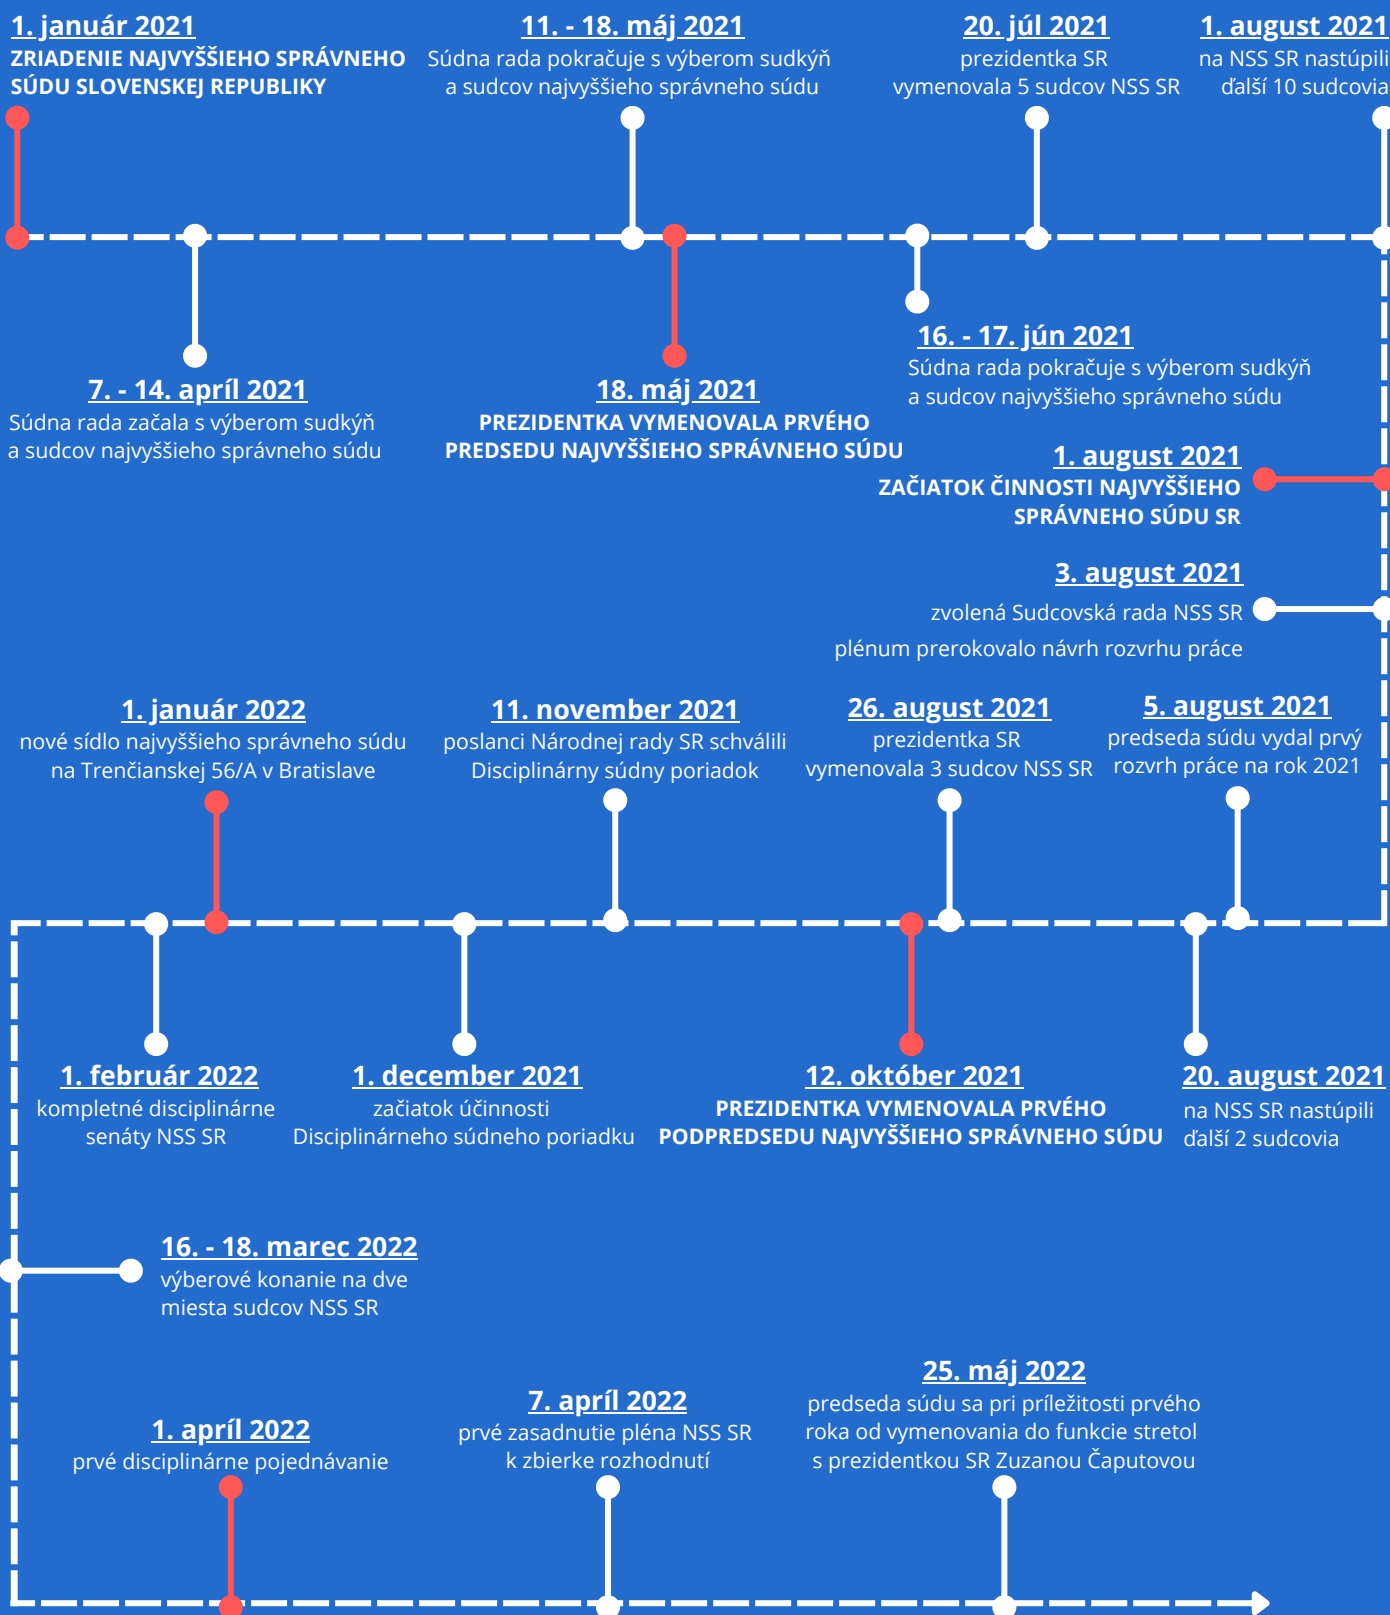 1. január 2021
ZRIADENIE NAJVYŠŠIEHO SPRÁVNEHO
SÚDU SLOVENSKEJ REPUBLIKY
11. - 18. máj 2021
Súdna rada pokračuje s výberom sudkýň
a sudcov najvyššieho správneho súdu
20. júl 2021
prezidentka SR
vymenovala 5 sudcov NSS SR
1. august 2021
na NSS SR nastúpili
ďalší 10 sudcovia
7. - 14. apríl 2021
Súdna rada začala s výberom sudkýň
a sudcov najvyššieho správneho súdu
18. máj 2021
PREZIDENTKA VYMENOVALA PRVÉHO
PREDSEDU NAJVYŠŠIEHO SPRÁVNEHO SÚDU
16. - 17. jún 2021
Súdna rada pokračuje s výberom sudkýň
a sudcov najvyššieho správneho súdu
1. august 2021
ZAČIATOK ČINNOSTI NAJVYŠŠIEHO
SPRÁVNEHO SÚDU SR
3. august 2021
zvolená Sudcovská rada NSS SR
plénum prerokovalo návrh rozvrhu práce
5. august 2021
predseda súdu vydal prvý
rozvrh práce na rok 2021
20. august 2021
na NSS SR nastúpili
ďalší 2 sudcovia
26. august 2021
prezidentka SR
vymenovala 3 sudcov NSS SR
12. október 2021
PREZIDENTKA VYMENOVALA PRVÉHO
PODPREDSEDU NAJVYŠŠIEHO SPRÁVNEHO SÚDU
11. november 2021
poslanci Národnej rady SR schválili
Disciplinárny súdny poriadok
1. december 2021
začiatok účinnosti
Disciplinárneho súdneho poriadku
1. január 2022
nové sídlo najvyššieho správneho súdu
na Trenčianskej 56/A v Bratislave
1. február 2022
kompletné disciplinárne
senáty NSS SR
16. - 18. marec 2022
výberové konanie na dve
miesta sudcov NSS SR
1. apríl 2022
prvé disciplinárne pojednávanie
7. apríl 2022
prvé zasadnutie pléna NSS SR
k zbierke rozhodnutí
25. máj 2022
predseda súdu sa pri príležitosti prvého
roka od vymenovania do funkcie stretol
s prezidentkou SR Zuzanou Čaputovou